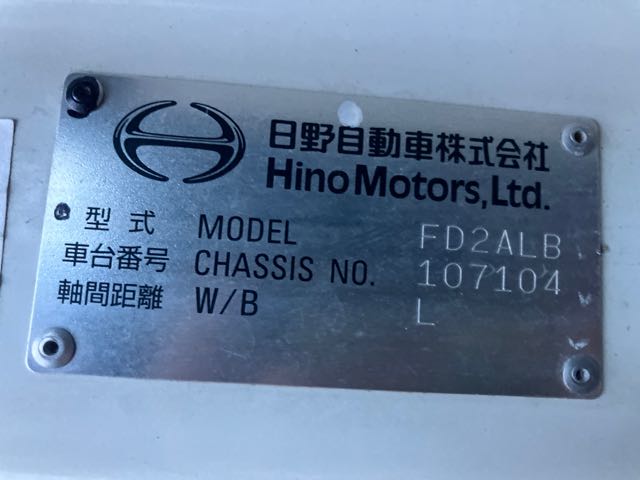 日野自動車株式会社
Hino Motors, Ltd.
型式 MODEL FD2ALB
車台番号 CHASSIS NO. 107104
軸間距離 W/B L